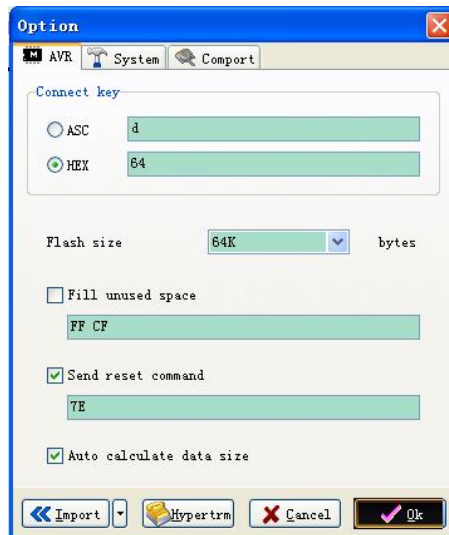 Option
AVR System Comport
Connect key
ASC d
HEX 64
Flash size 64K bytes
Fill unused space
FF CF
Send reset command
7E
Auto calculate data size
Import Hypertrm Cancel Ok